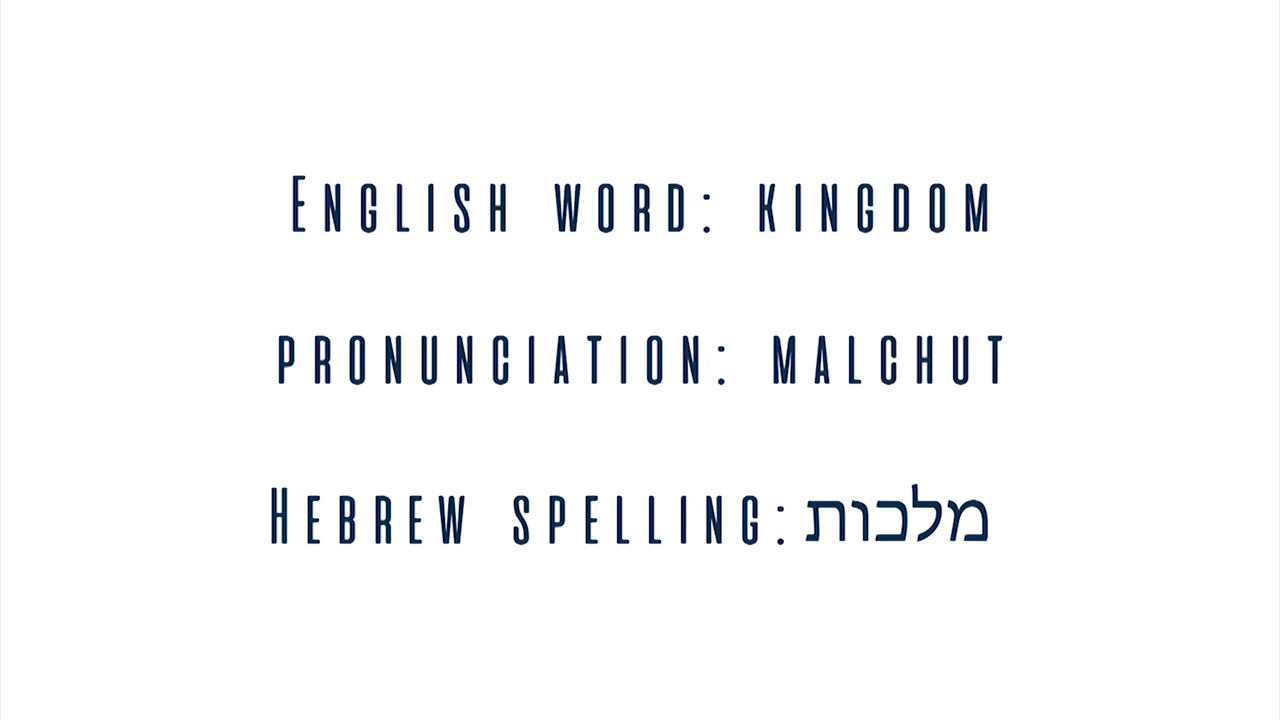 English word: kingdom
pronunciation: malchut
Hebrew spelling: מלכות